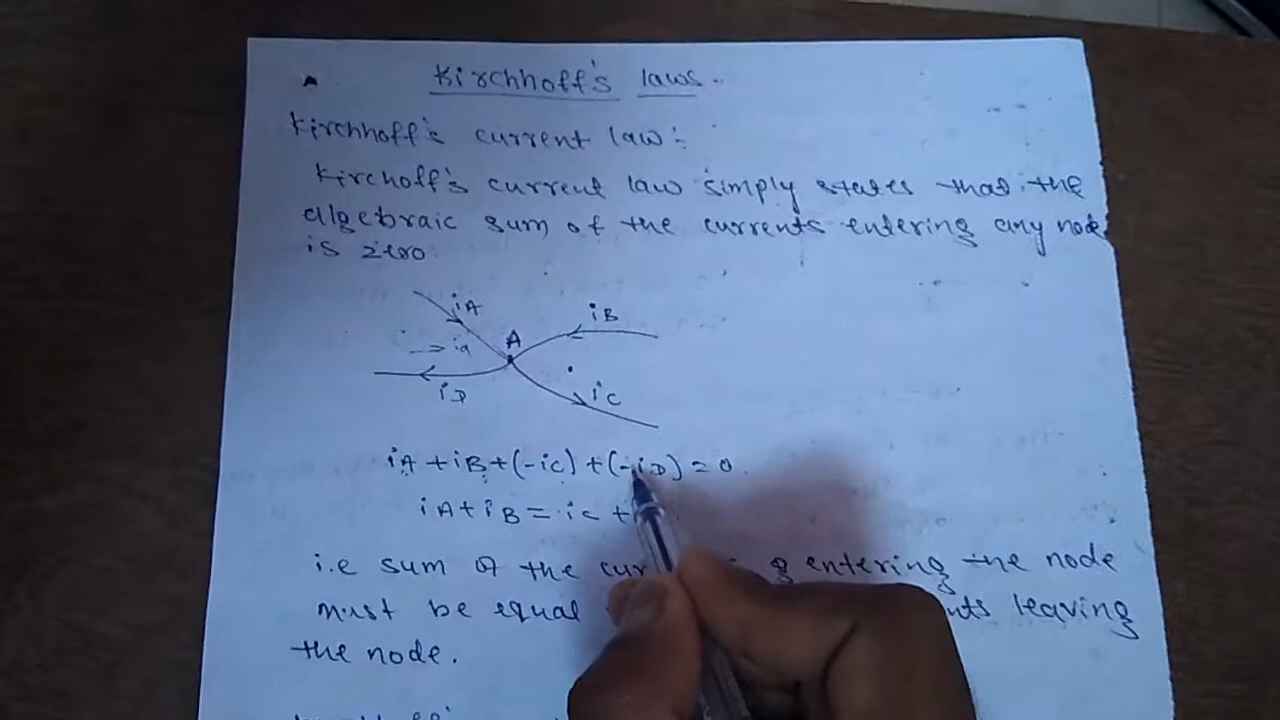 Kirchhoff's laws..
Kirchhoff's current law:-
Kirchoff's current law simply states that the
algebraic sum of the currents entering any node
is zero.
iA
iB
A
→ ia
iD
iC
iA + iB + (-iC) + (-iD) = 0.
iA + iB = iC +
i.e sum of the entering the node
must be equal leaving
the node.